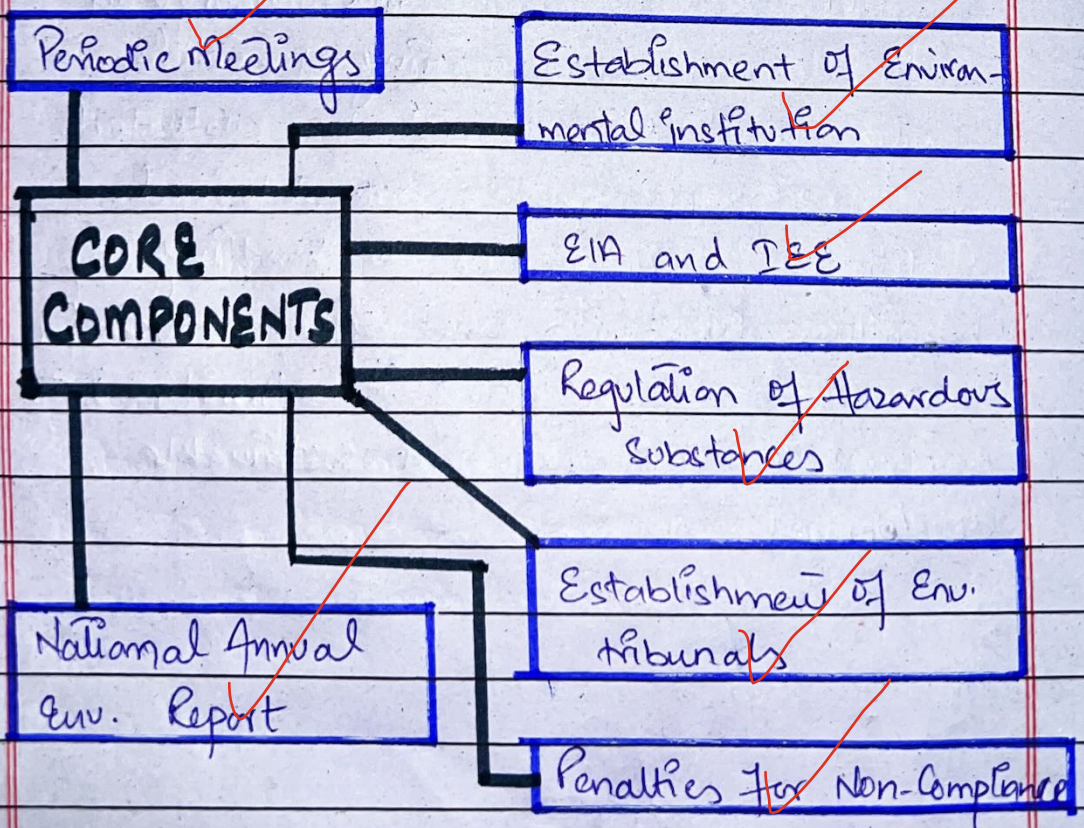 Periodic Meetings
Establishment of Environ-
mental institution
CORE
COMPONENTS
EIA and IEE
Regulation of Hazardous
Substances
Establishment of Env.
tribunals
National Annual
Env. Report
Penalties for Non-Compliance